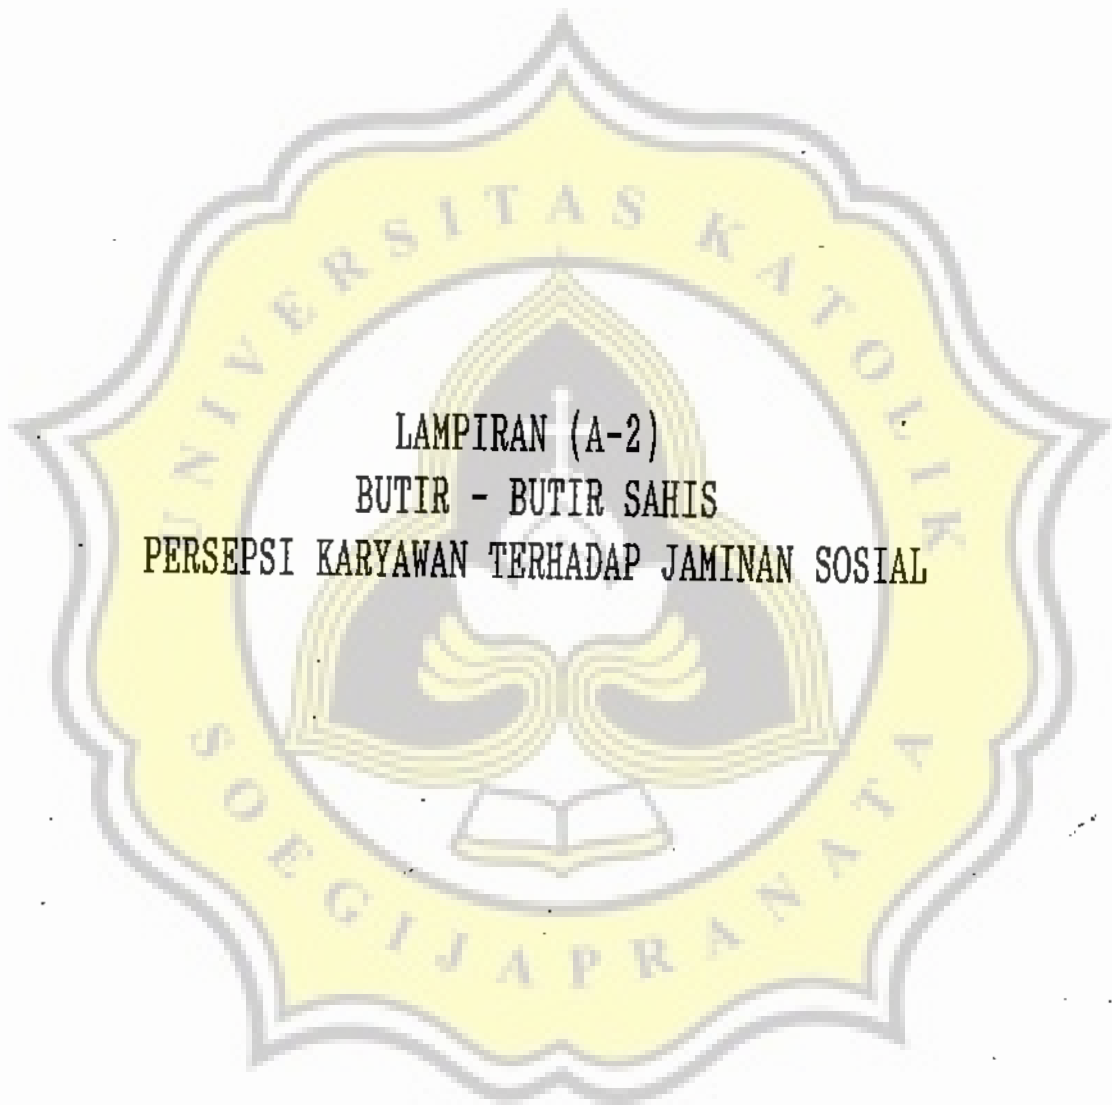 UNIVERSITAS KATOLIK
LAMPIRAN (A-2)
BUTIR - BUTIR SAHIS
PERSEPSI KARYAWAN TERHADAP JAMINAN SOSIAL
SOEGIJAPRANATA